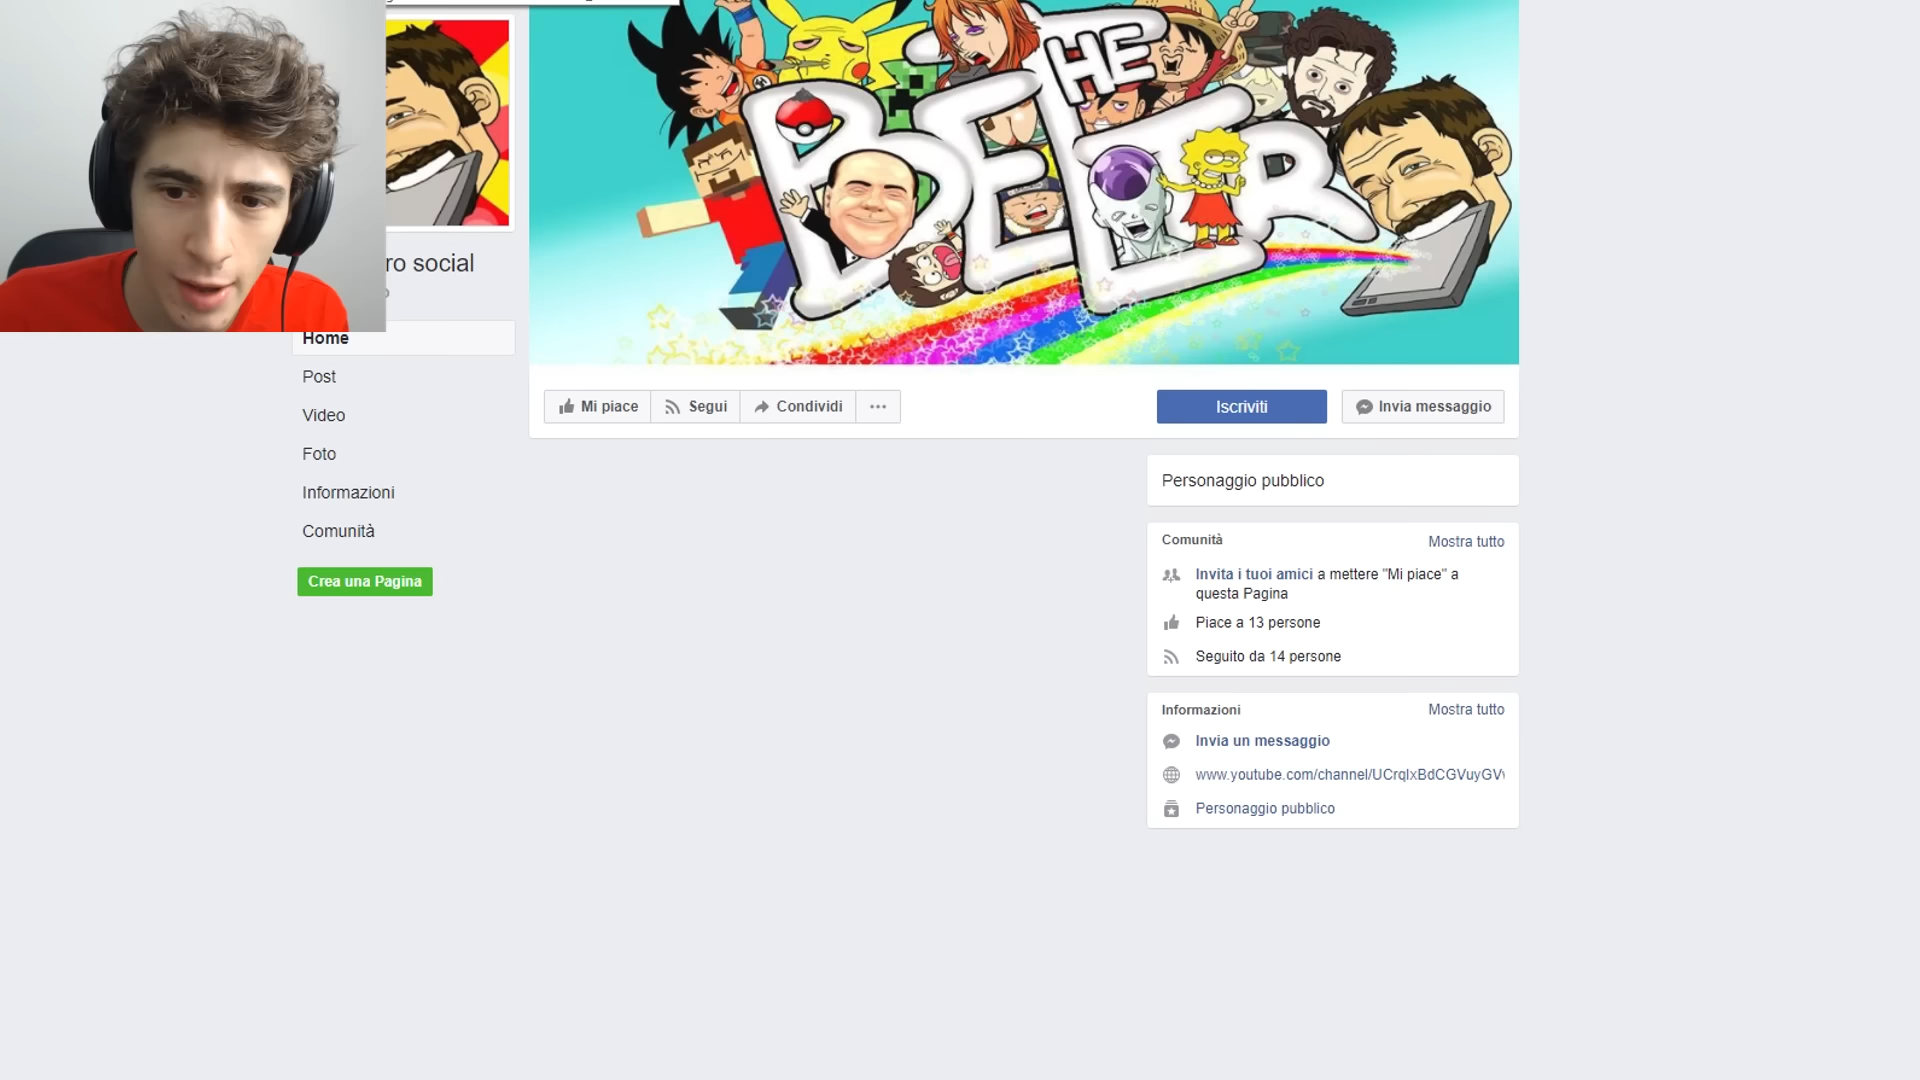 THE
BEЕLER
ro social
Home
Post
Video
Foto
Informazioni
Comunità
Crea una Pagina
Mi piace
Segui
Condividi
Iscriviti
Invia messaggio
Personaggio pubblico
Comunità
Mostra tutto
Invita i tuoi amici a mettere "Mi piace" a
questa Pagina
Piace a 13 persone
Seguito da 14 persone
Informazioni
Mostra tutto
Invia un messaggio
www.youtube.com/channel/UCrqlxBdCGVuyGV
Personaggio pubblico